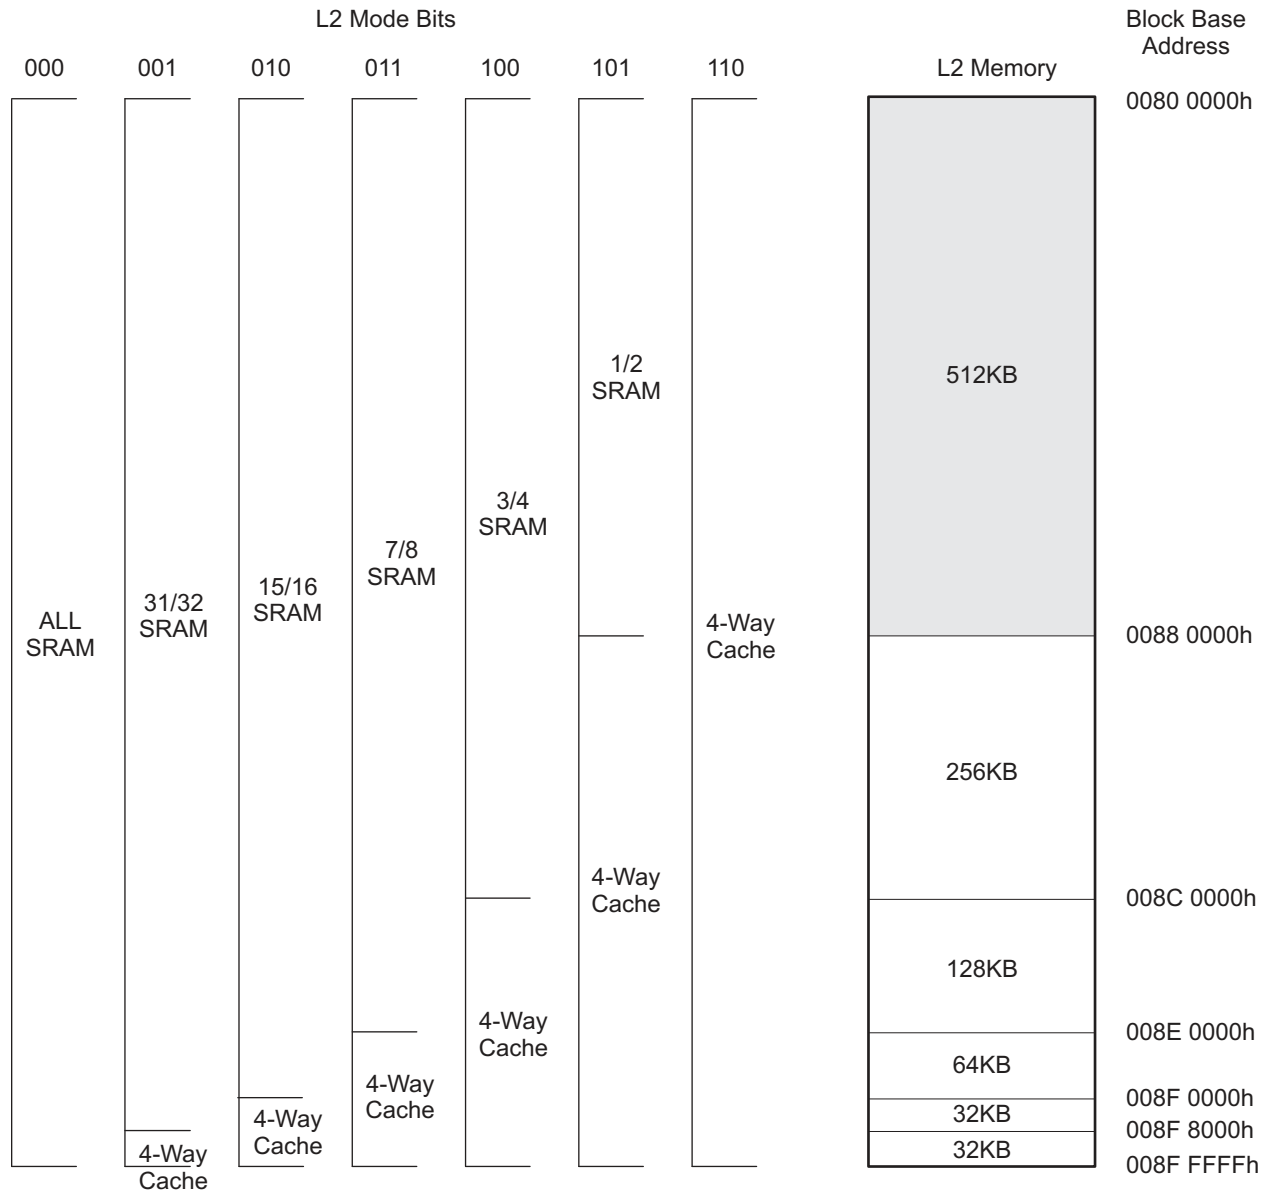 L2 Mode Bits
Block Base
Address
000
001
010
011
100
101
110
L2 Memory
0080 0000h
1/2
SRAM
512KB
3/4
SRAM
7/8
SRAM
15/16
SRAM
31/32
SRAM
ALL
SRAM
4-Way
Cache
0088 0000h
256KB
4-Way
Cache
008C 0000h
128KB
4-Way
Cache
008E 0000h
64KB
4-Way
Cache
008F 0000h
4-Way
Cache
32KB
008F 8000h
4-Way
Cache
32KB
008F FFFFh